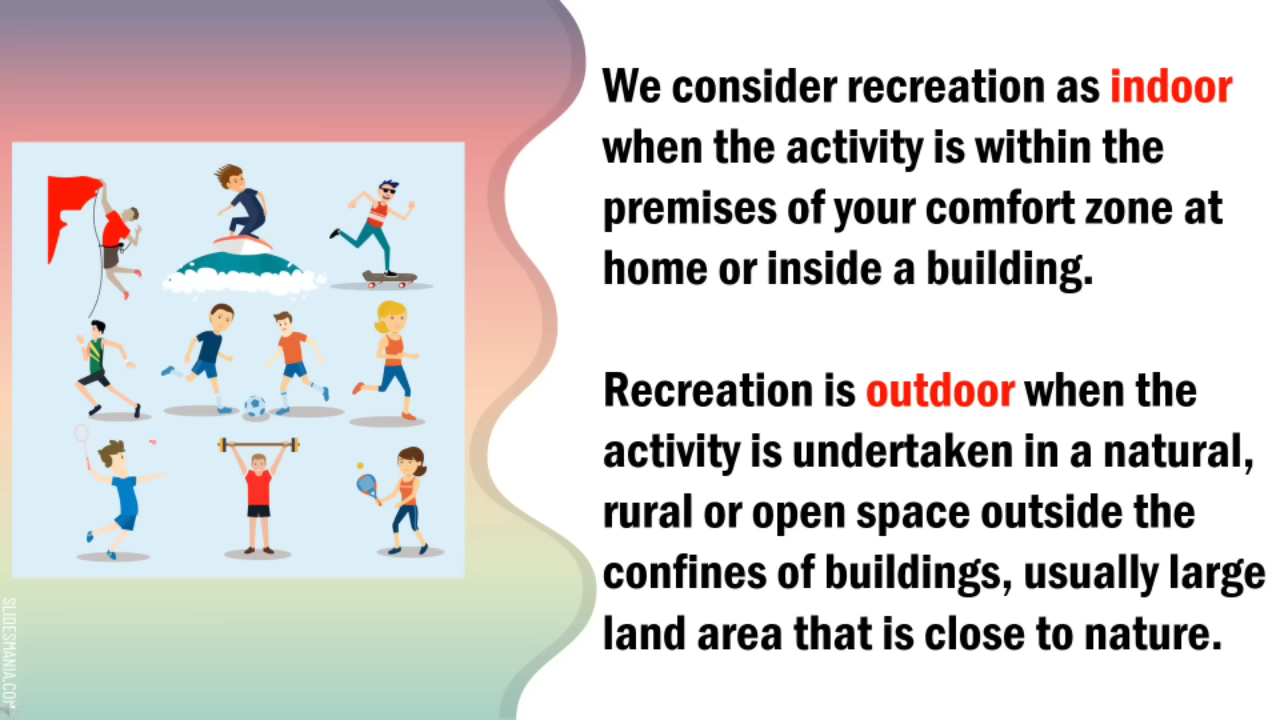 We consider recreation as indoor
when the activity is within the
premises of your comfort zone at
home or inside a building.
Recreation is outdoor when the
activity is undertaken in a natural,
rural or open space outside the
confines of buildings, usually large
land area that is close to nature.
SLIDESMANIA.COM